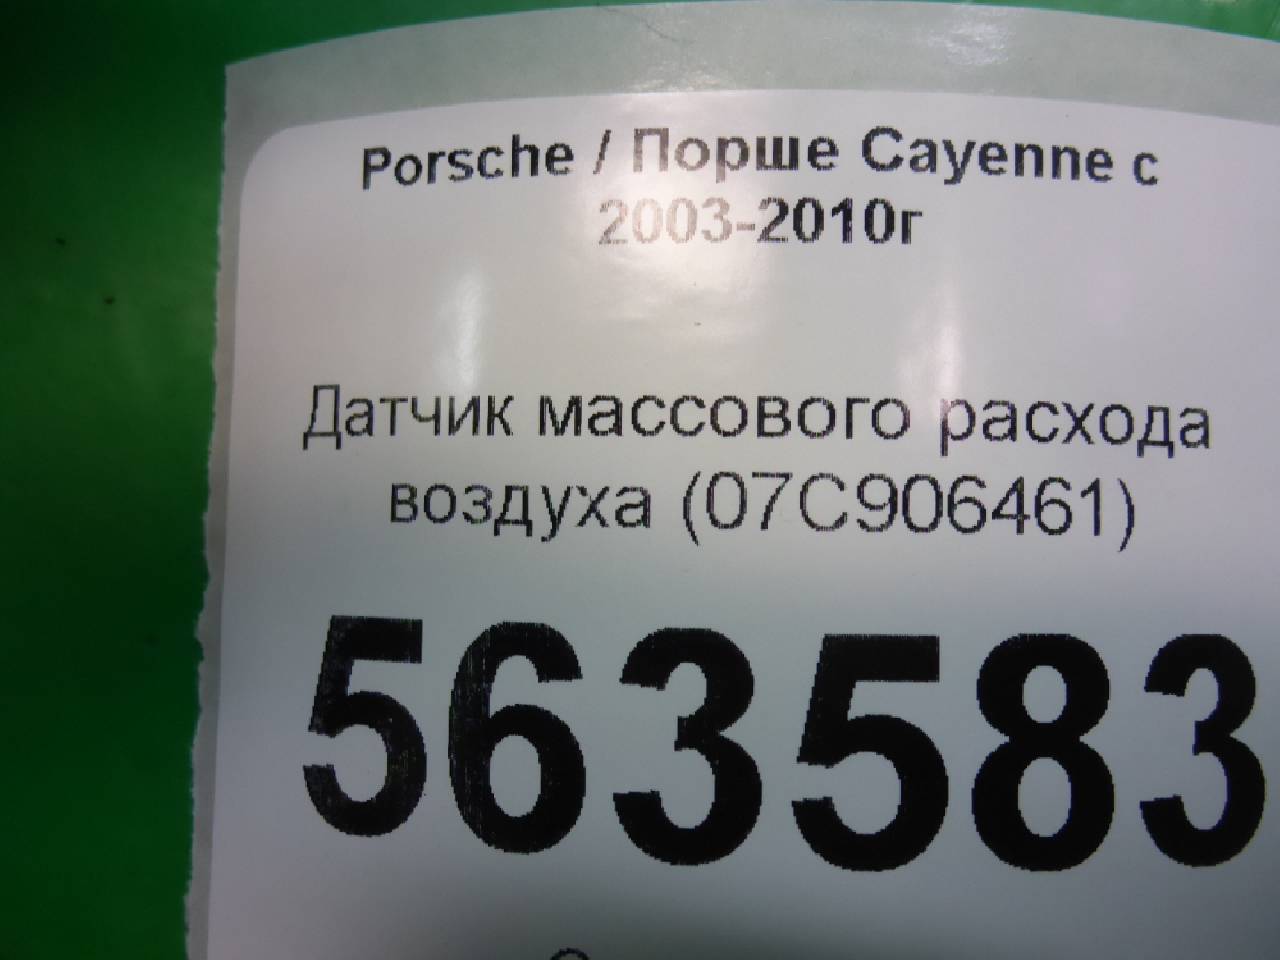 Porsche / Порше Cayenne с
2003-2010г
Датчик массового расхода
воздуха (07C906461)
563583